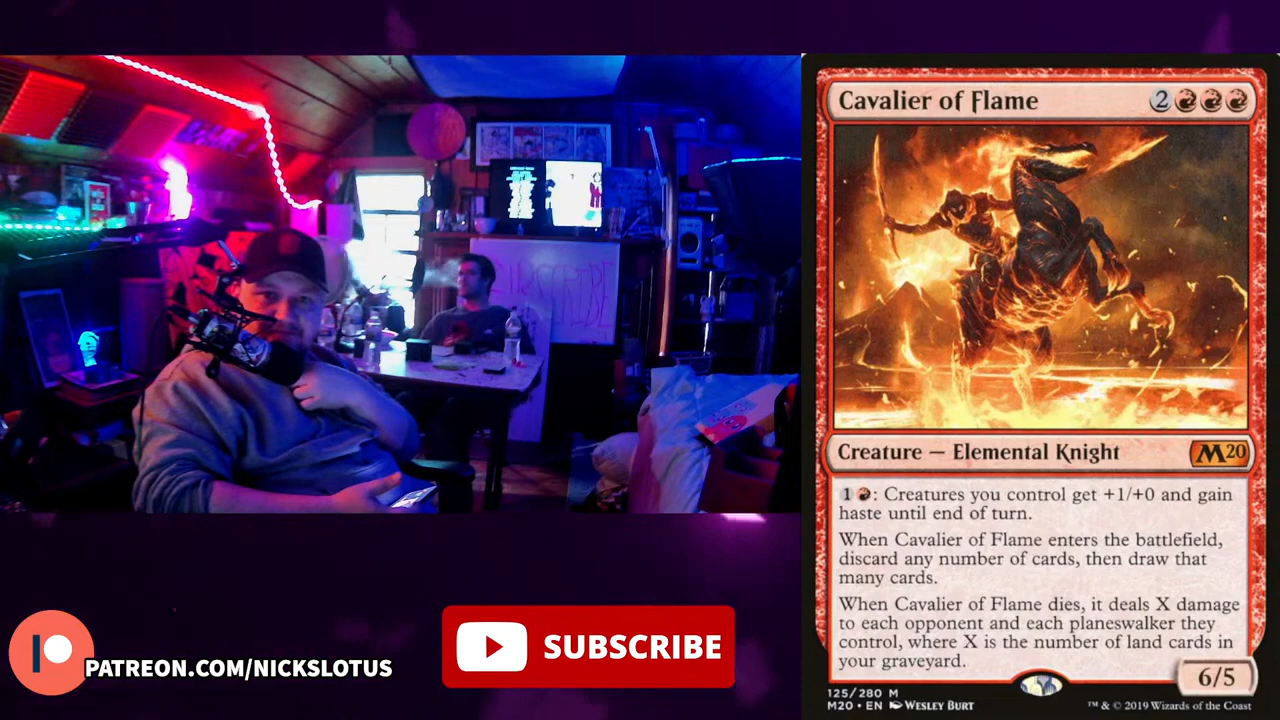 Cavalier of Flame
2
SUBSCRIBE
Creature — Elemental Knight
M20
1 : Creatures you control get +1/+0 and gain
haste until end of turn.
When Cavalier of Flame enters the battlefield,
discard any number of cards, then draw that
many cards.
When Cavalier of Flame dies, it deals X damage
to each opponent and each planeswalker they
control, where X is the number of land cards in
your graveyard.
6/5
125/280 M
M20 • EN Wesley Burt
™ & © 2019 Wizards of the Coast
PATREON.COM/NICKSLOTUS
SUBSCRIBE